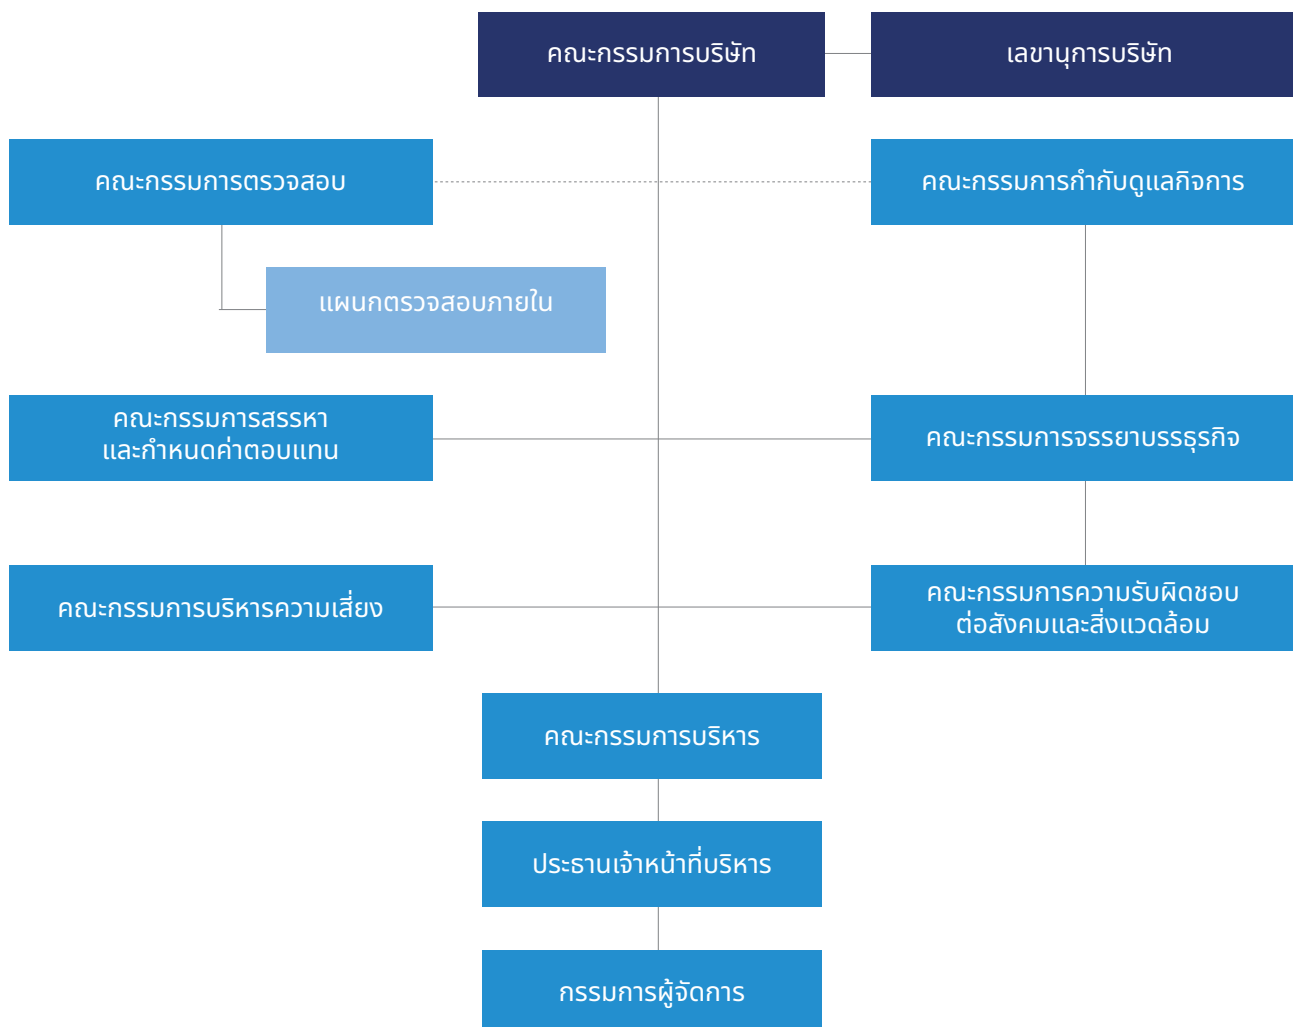 คณะกรรมการบริษัท
เลขานุการบริษัท
คณะกรรมการตรวจสอบ
คณะกรรมการกำกับดูแลกิจการ
แผนกตรวจสอบภายใน
คณะกรรมการสรรหา
และกำหนดค่าตอบแทน
คณะกรรมการจรรยาบรรธุรกิจ
คณะกรรมการบริหารความเสี่ยง
คณะกรรมการความรับผิดชอบ
ต่อสังคมและสิ่งแวดล้อม
คณะกรรมการบริหาร
ประธานเจ้าหน้าที่บริหาร
กรรมการผู้จัดการ